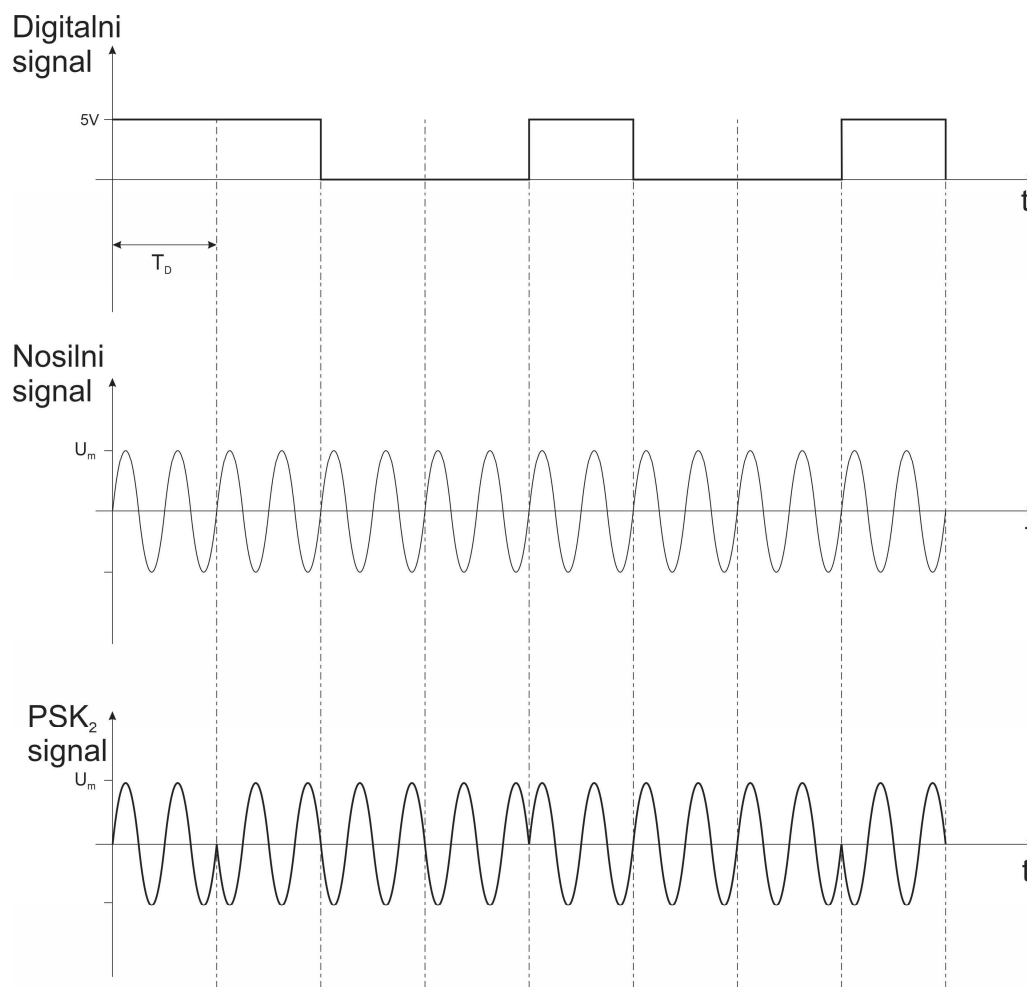 Digitalni
signal
5V
t
T_D
Nosilni
signal
U_m
PSK_2
signal
U_m
t